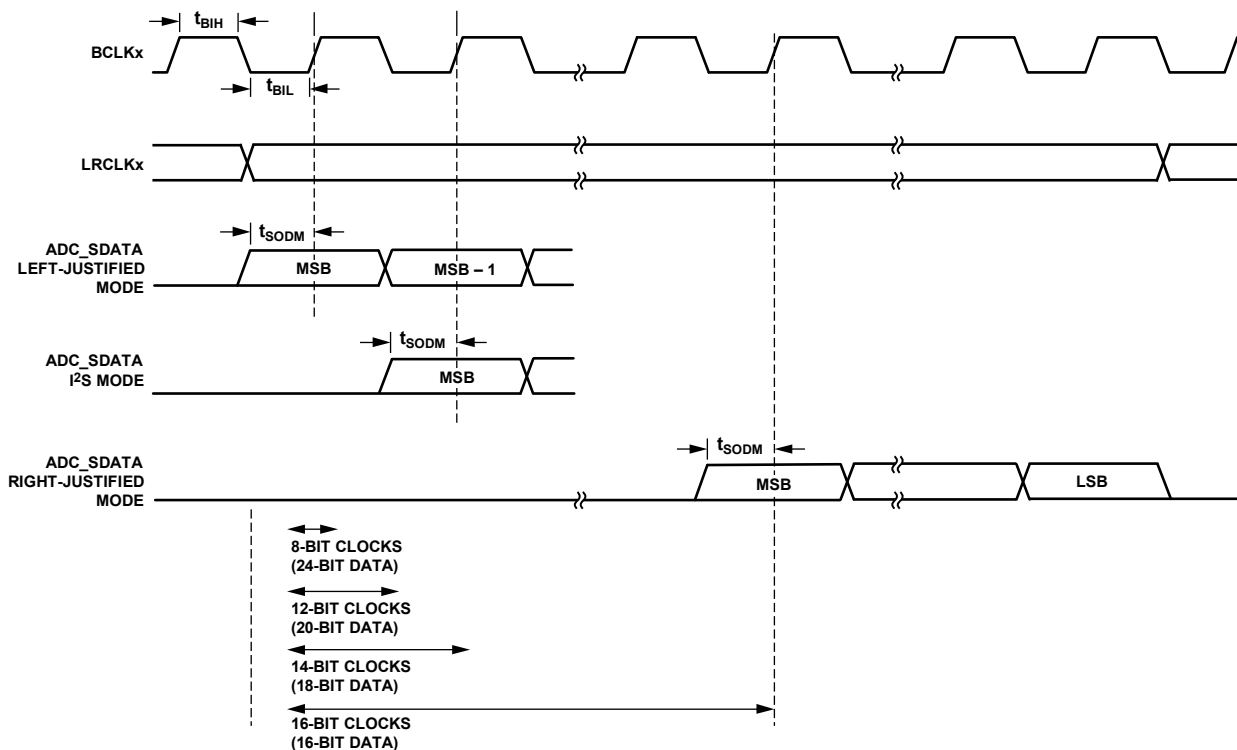 tBIH
BCLKx
tBIL
LRCLKx
tSODM
ADC_SDATA
LEFT-JUSTIFIED
MODE
MSB
MSB – 1
tSODM
ADC_SDATA
I²S MODE
MSB
tSODM
ADC_SDATA
RIGHT-JUSTIFIED
MODE
MSB
LSB
8-BIT CLOCKS
(24-BIT DATA)
12-BIT CLOCKS
(20-BIT DATA)
14-BIT CLOCKS
(18-BIT DATA)
16-BIT CLOCKS
(16-BIT DATA)